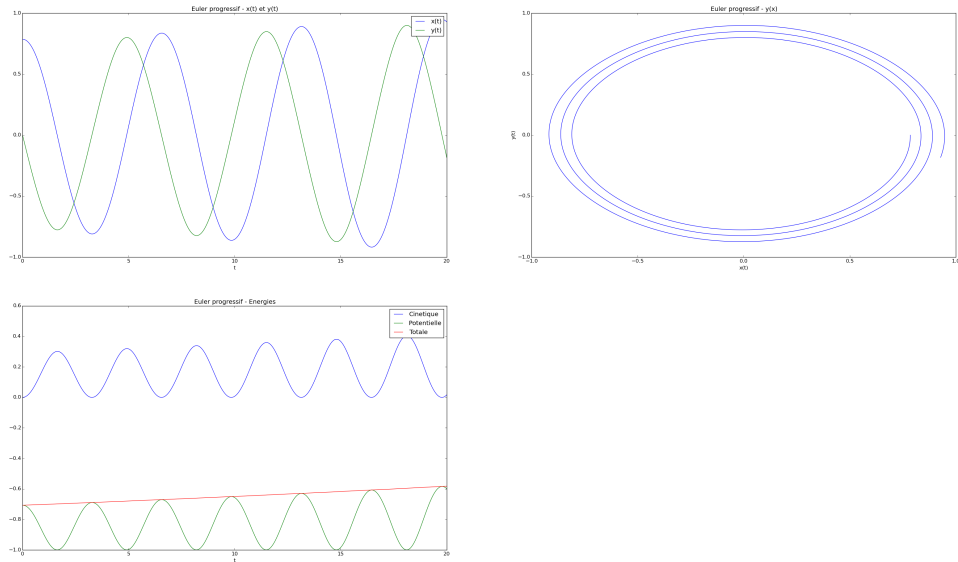 Euler progressif - x(t) et y(t)
1.0
0.5
0.0
−0.5
−1.0
0
5
10
15
20
t
x(t)
y(t)
Euler progressif - y(x)
1.0
0.5
0.0
−0.5
−1.0
y(t)
−1.0
−0.5
0.0
0.5
1.0
x(t)
Euler progressif - Energies
0.6
0.4
0.2
0.0
−0.2
−0.4
−0.6
−0.8
−1.0
0
5
10
15
20
t
Cinetique
Potentielle
Totale